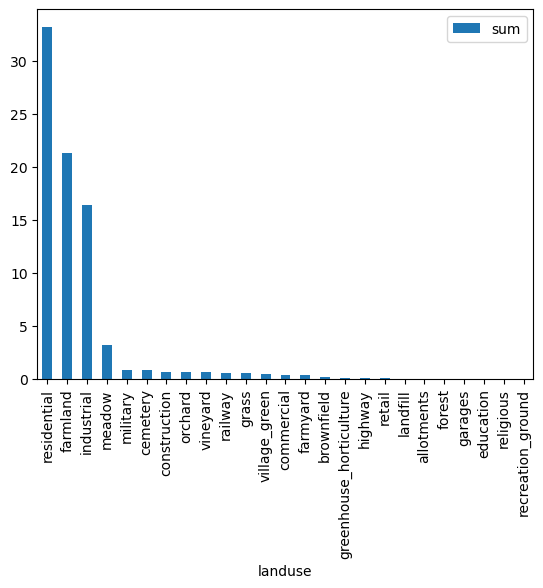 sum
30
25
20
15
10
5
0
residential
farmland
industrial
meadow
military
cemetery
construction
orchard
vineyard
railway
grass
village_green
commercial
farmyard
brownfield
greenhouse_horticulture
highway
retail
landfill
allotments
forest
garages
education
religious
recreation_ground
landuse